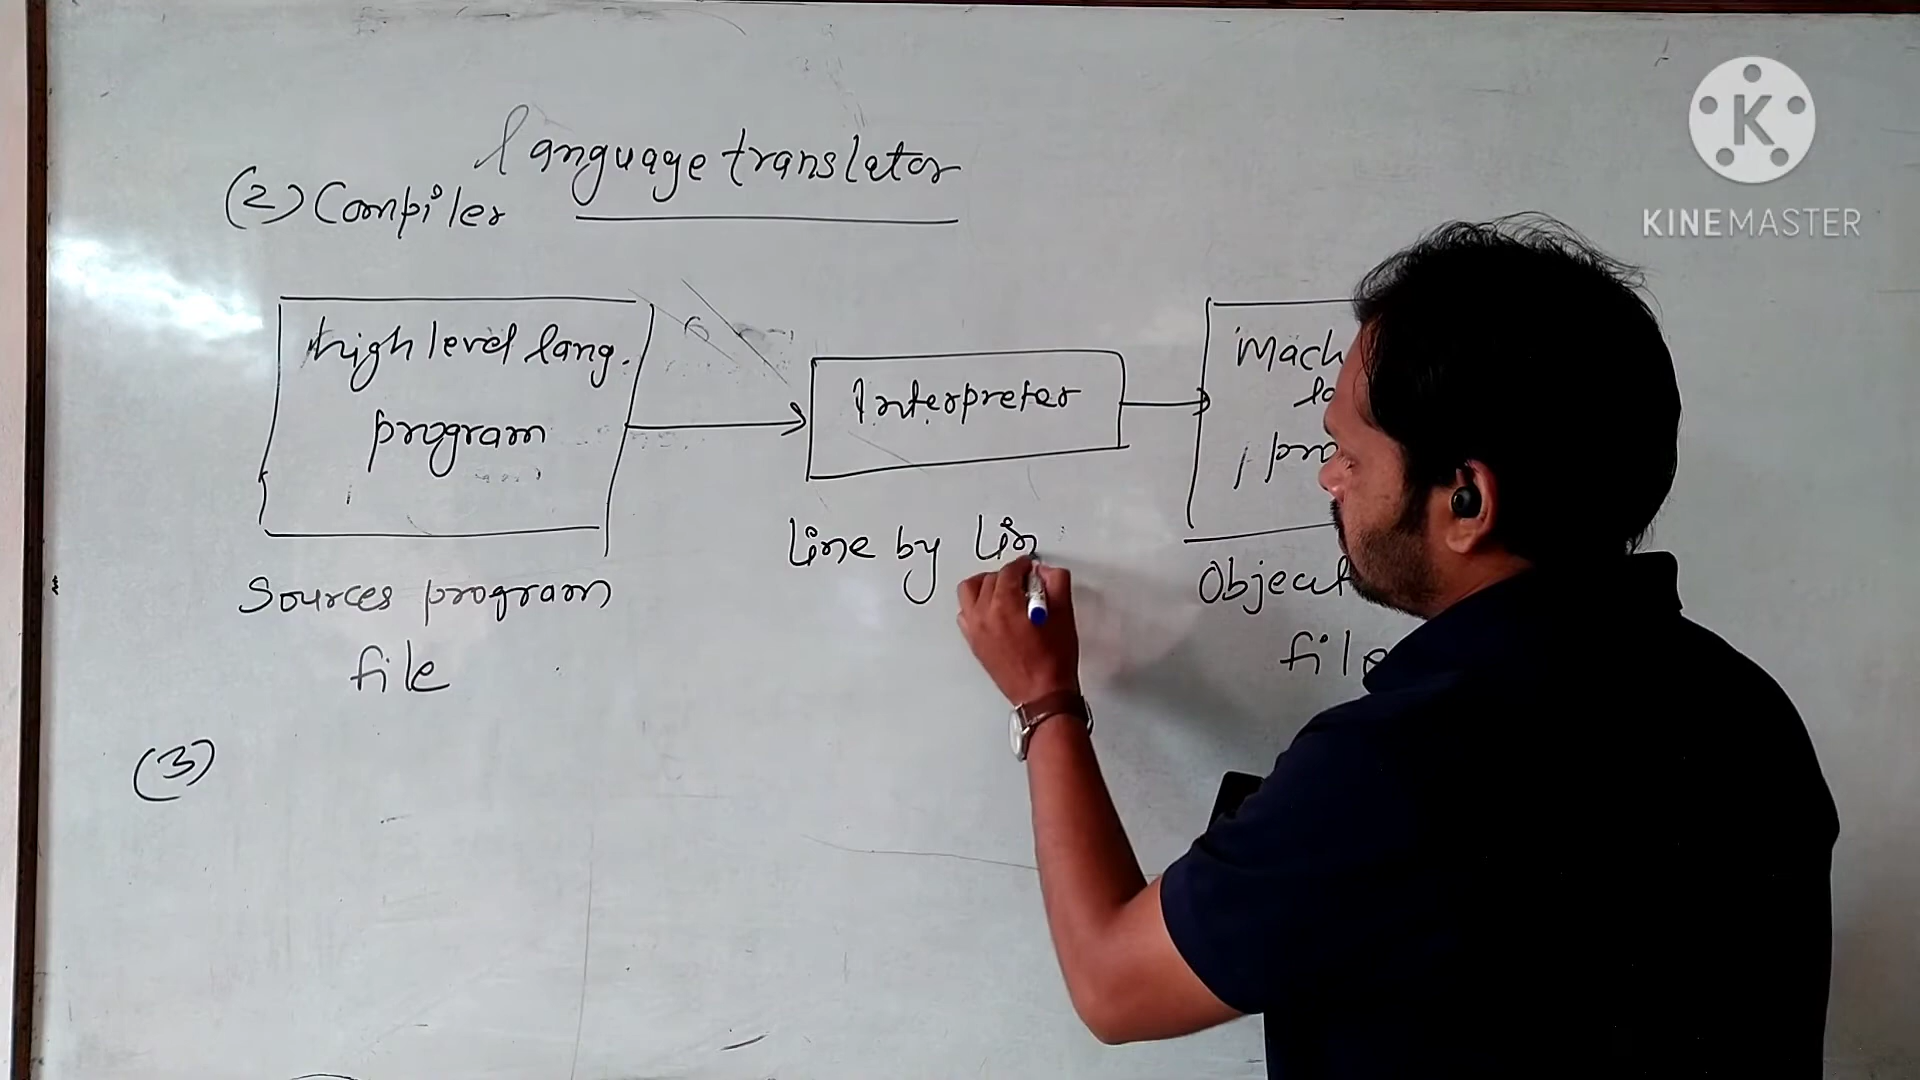 language translator
(2) Compiler
high level lang.
program
Interpreter
Mach
pro
Line by Lin
Sources program
file
Object
file
(3)
K
KINEMASTER